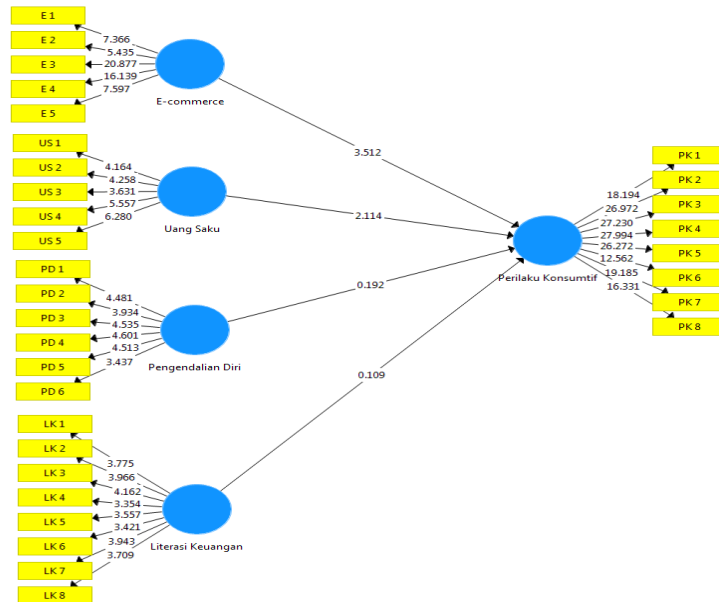 E 1
E 2
E 3
E 4
E 5
7.366
5.435
20.877
16.139
7.597
E-commerce
US 1
US 2
US 3
US 4
US 5
4.164
4.258
3.631
5.557
6.280
Uang Saku
PD 1
PD 2
PD 3
PD 4
PD 5
PD 6
4.481
3.934
4.535
4.601
4.513
3.437
Pengendalian Diri
LK 1
LK 2
LK 3
LK 4
LK 5
LK 6
LK 7
LK 8
3.775
3.966
4.162
3.354
3.557
3.421
3.943
3.709
Literasi Keuangan
3.512
2.114
0.192
0.109
Perilaku Konsumtif
18.194
26.972
27.230
27.994
26.272
12.562
19.185
16.331
PK 1
PK 2
PK 3
PK 4
PK 5
PK 6
PK 7
PK 8